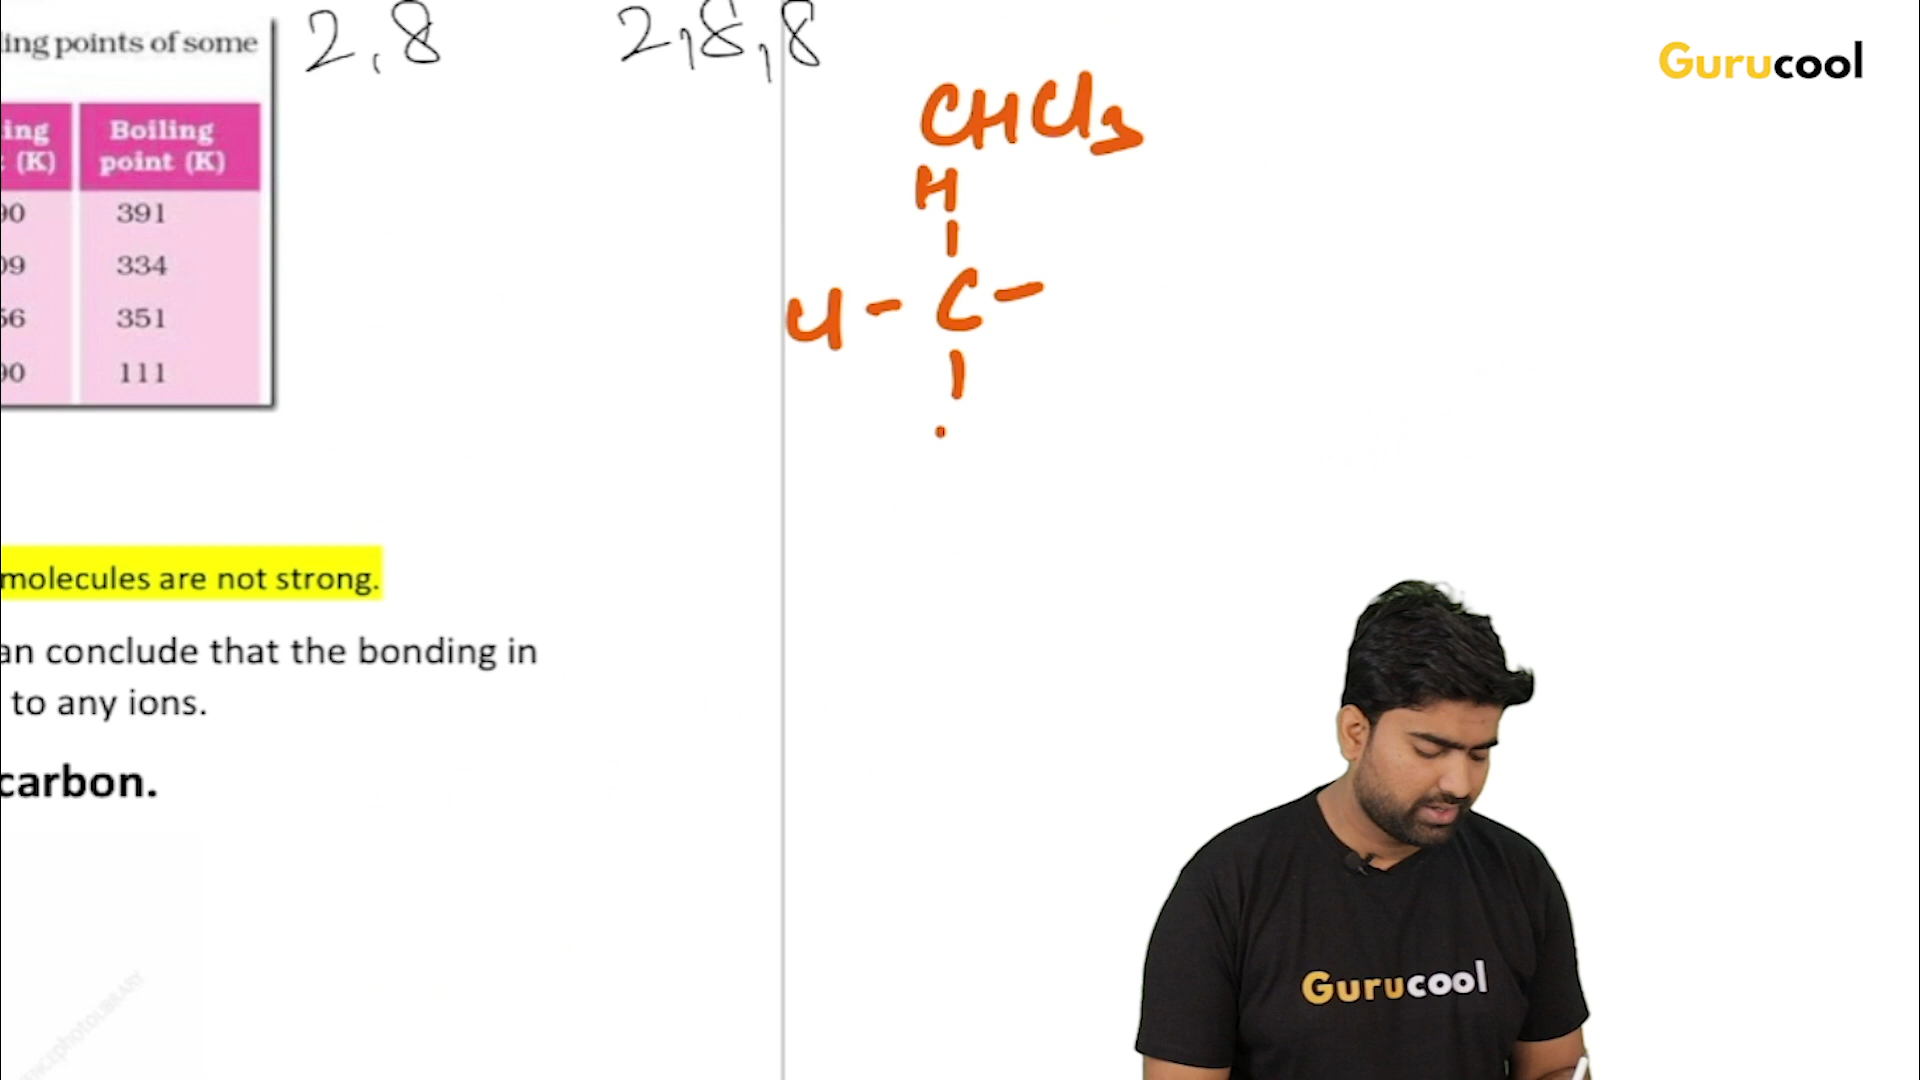 ling points of some
2,8
2,8,8
Gurucool
CHCl3
ing Boiling
(K) point (K)
90 391
09 334
56 351
90 111
H
Cl - C -
molecules are not strong.
an conclude that the bonding in
to any ions.
carbon.
Gurucool